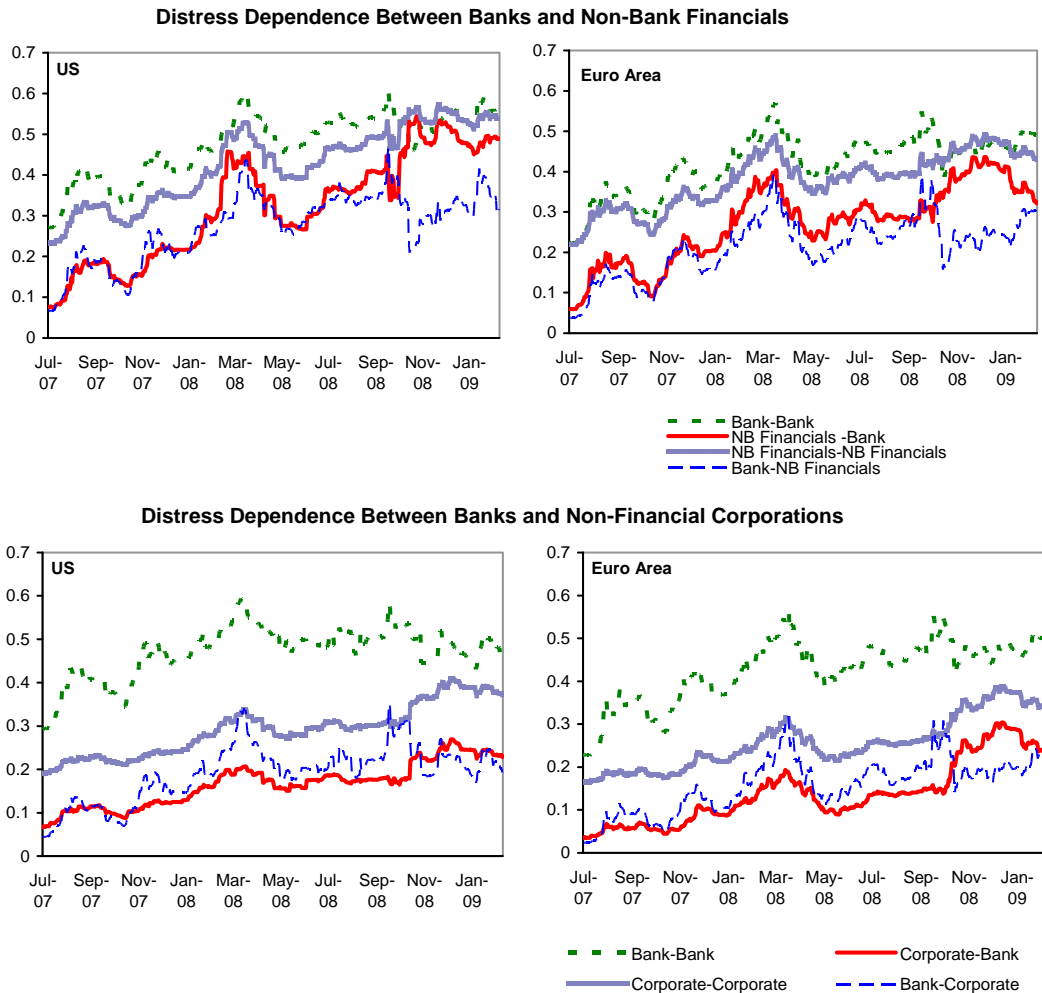 Distress Dependence Between Banks and Non-Bank Financials
US
0.7
0.6
0.5
0.4
0.3
0.2
0.1
0
Jul- Sep- Nov- Jan- Mar- May- Jul- Sep- Nov- Jan-
07 07 07 08 08 08 08 08 08 09
Euro Area
0.7
0.6
0.5
0.4
0.3
0.2
0.1
0
Jul- Sep- Nov- Jan- Mar- May- Jul- Sep- Nov- Jan-
07 07 07 08 08 08 08 08 08 09
Bank-Bank
NB Financials -Bank
NB Financials-NB Financials
Bank-NB Financials
Distress Dependence Between Banks and Non-Financial Corporations
US
0.7
0.6
0.5
0.4
0.3
0.2
0.1
0
Jul- Sep- Nov- Jan- Mar- May- Jul- Sep- Nov- Jan-
07 07 07 08 08 08 08 08 08 09
Euro Area
0.7
0.6
0.5
0.4
0.3
0.2
0.1
0
Jul- Sep- Nov- Jan- Mar- May- Jul- Sep- Nov- Jan-
07 07 07 08 08 08 08 08 08 09
Bank-Bank
Corporate-Bank
Corporate-Corporate
Bank-Corporate